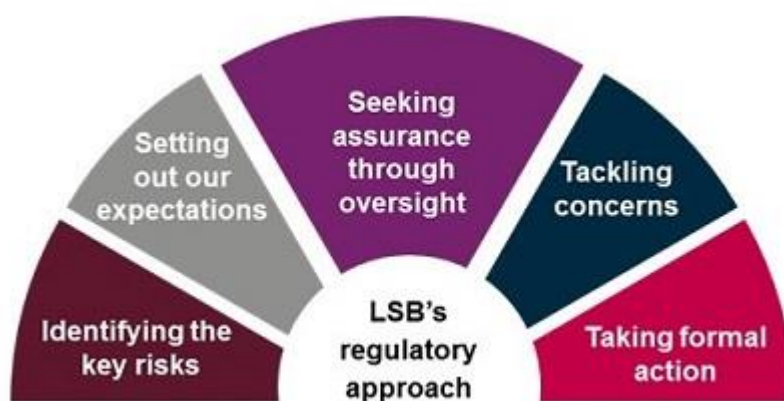 Identifying the
key risks
Setting
out our
expectations
Seeking
assurance
through
oversight
Tackling
concerns
Taking formal
action
LSB's
regulatory
approach